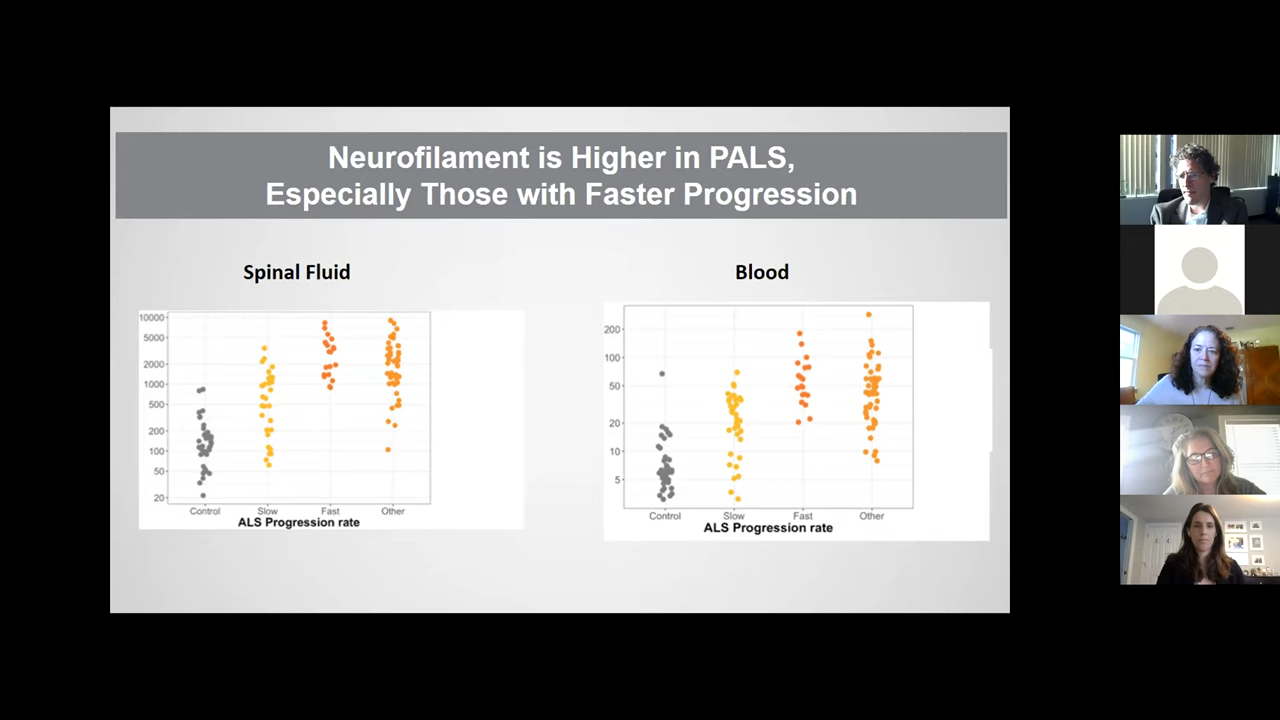 Neurofilament is Higher in PALS,
Especially Those with Faster Progression
Spinal Fluid
10000
5000
2000
1000
500
200
100
50
20
Control Slow Fast Other
ALS Progression rate
Blood
200
100
50
20
10
5
Control Slow Fast Other
ALS Progression rate